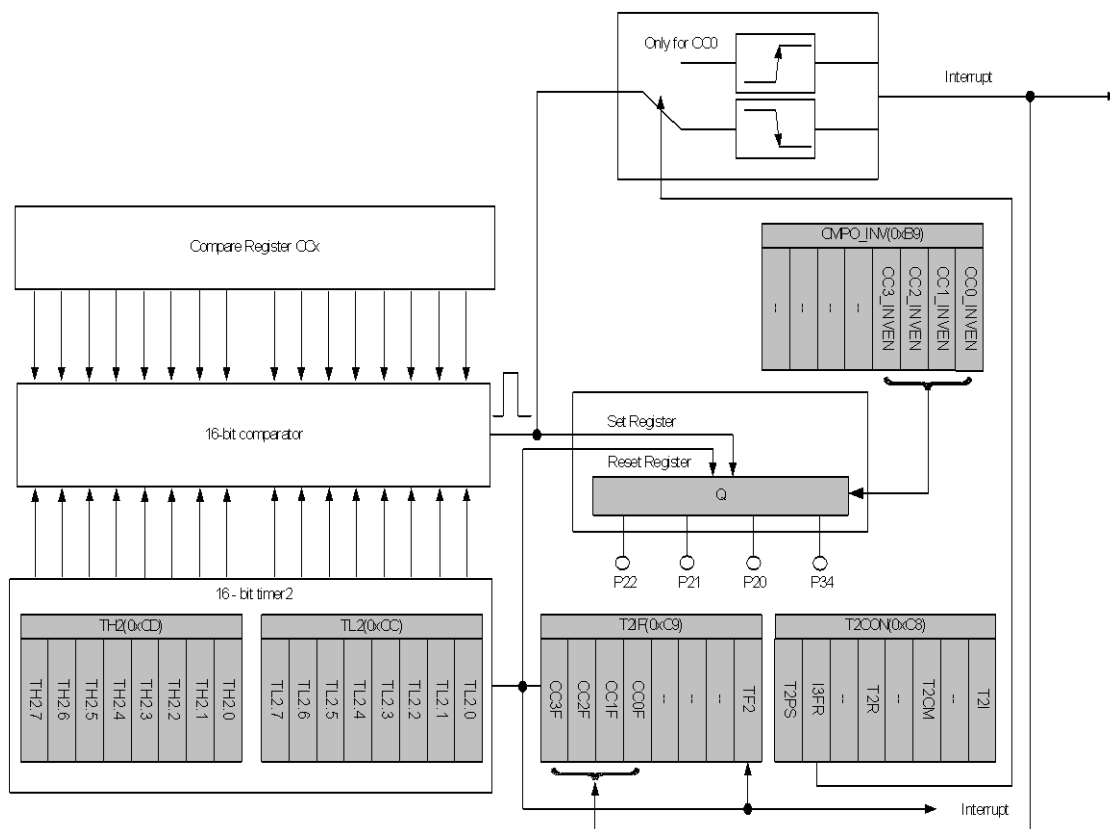 Only for CC0
Interrupt
Compare Register CCx
CMPO_INV(0xB9)
--
--
--
--
CC3_INVEN
CC2_INVEN
CC1_INVEN
CC0_INVEN
16-bit comparator
Set Register
Reset Register
Q
P22
P21
P20
P34
16 - bit timer2
TH2(0xCD)
TL2(0xCC)
T2IF(0xC9)
T2CON(0xC8)
TH2.7
TH2.6
TH2.5
TH2.4
TH2.3
TH2.2
TH2.1
TH2.0
TL2.7
TL2.6
TL2.5
TL2.4
TL2.3
TL2.2
TL2.1
TL2.0
CC3F
CC2F
CC1F
CC0F
--
--
--
TF2
T2PS
I3FR
--
T2R
--
T2CM
--
T2I
Interrupt